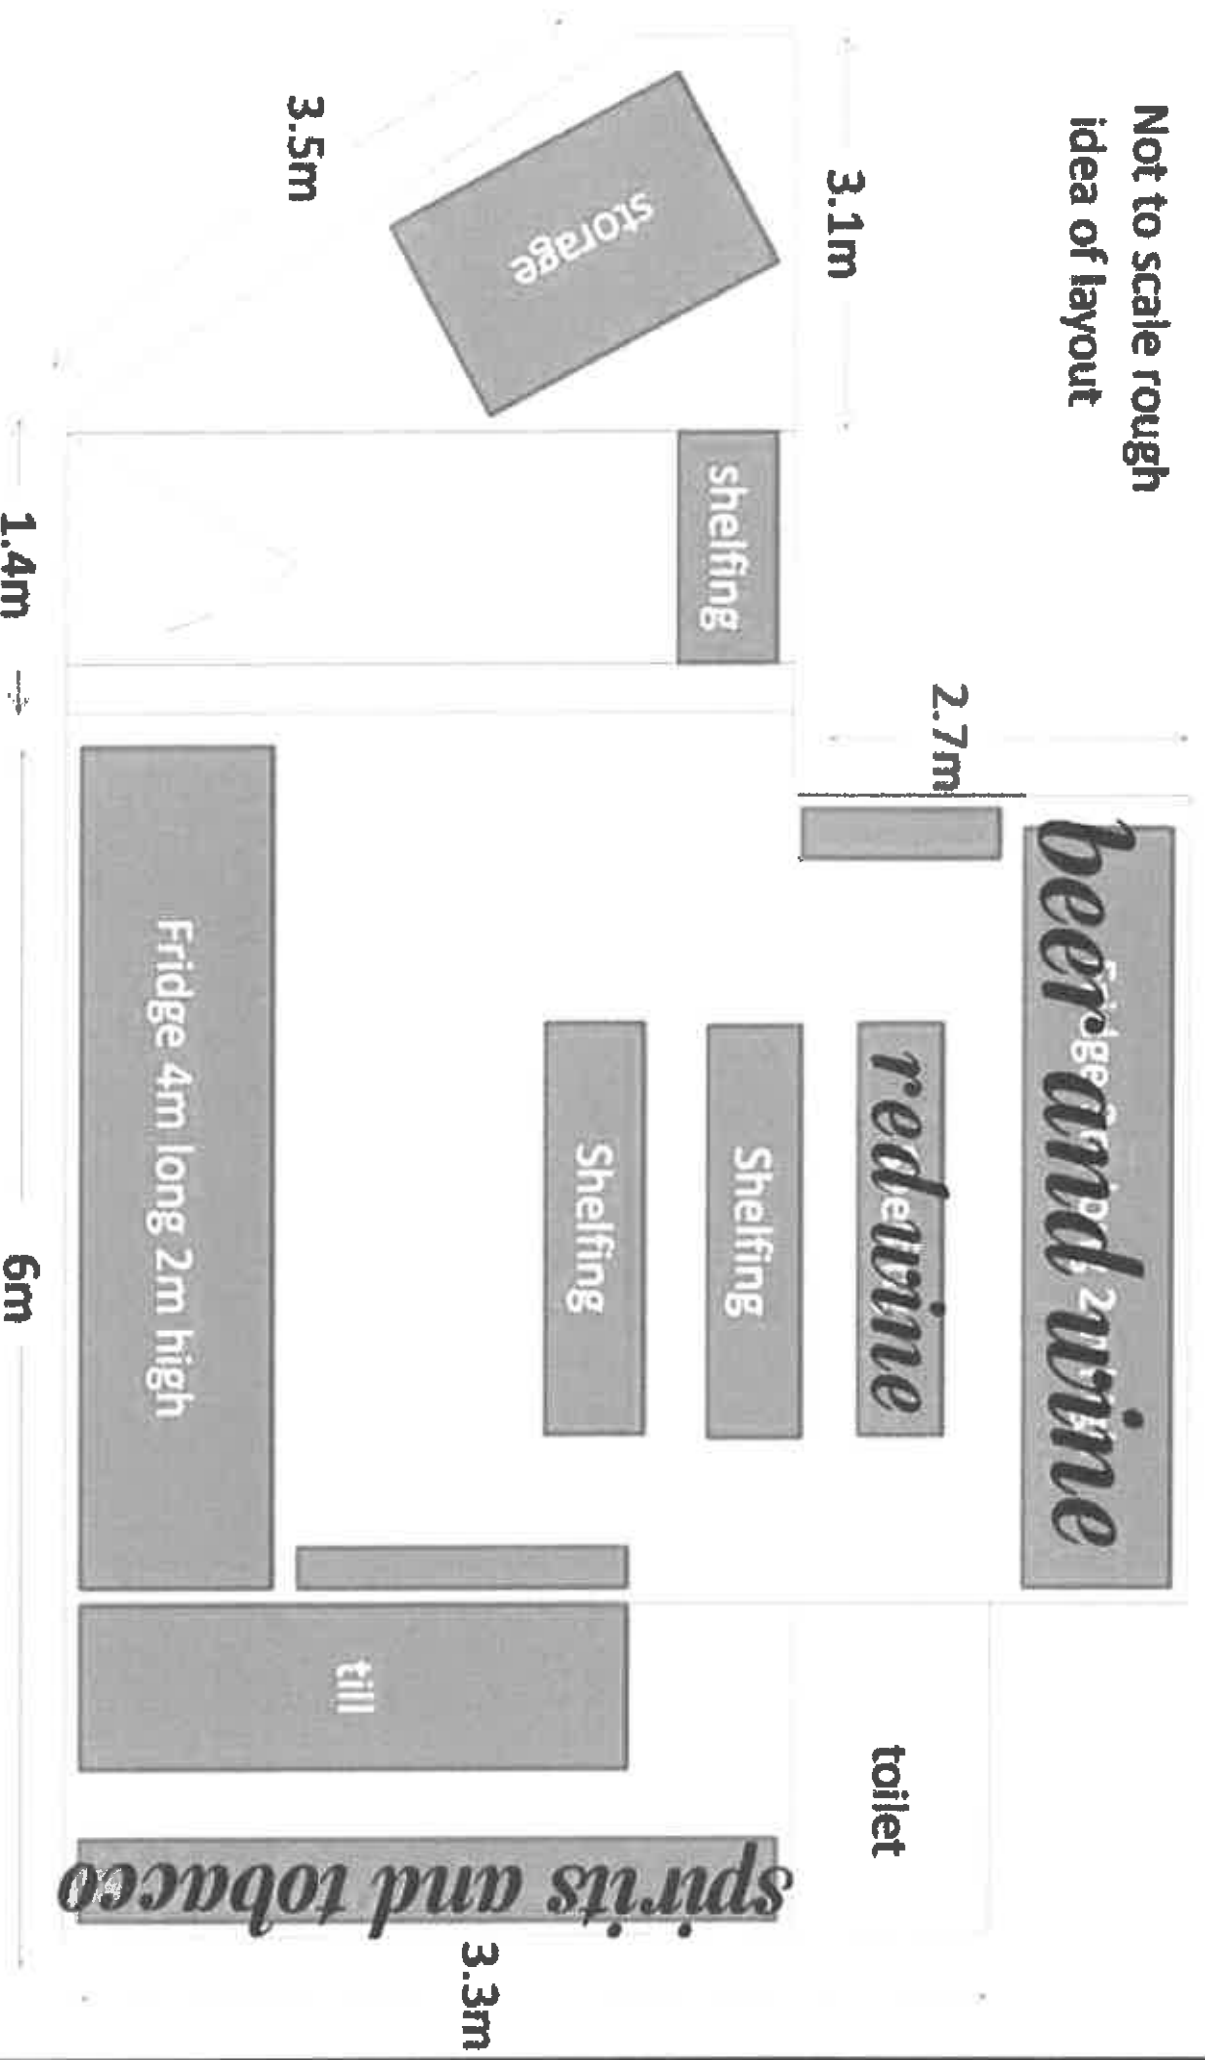 Not to scale rough
idea of layout
3.1m
3.5m
storage
shelfing
1.4m
2.7m
beer and wine
red wine
Shelfing
Shelfing
Fridge 4m long 2m high
6m
till
toilet
spirits and tobacco
3.3m